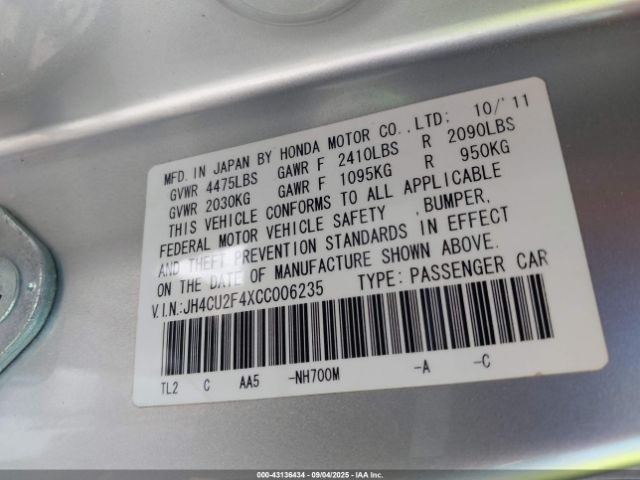 MFD. IN JAPAN BY HONDA MOTOR CO., LTD: 10/'11
GVWR 4475LBS GAWR F 2410LBS R 2090LBS
GVWR 2030KG GAWR F 1095KG R 950KG
THIS VEHICLE CONFORMS TO ALL APPLICABLE
FEDERAL MOTOR VEHICLE SAFETY ,BUMPER,
AND THEFT PREVENTION STANDARDS IN EFFECT
ON THE DATE OF MANUFACTURE SHOWN ABOVE.
V.I.N.:JH4CU2F4XCC006235 TYPE:PASSENGER CAR
TL2 C AA5 -NH700M -A -C
000-43136434 - 09/04/2025 - IAA Inc.